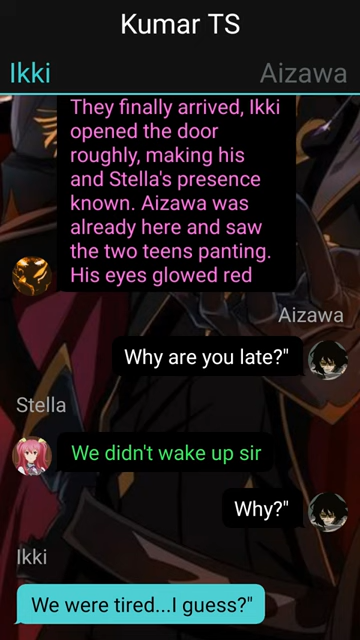 Kumar TS
Ikki
Aizawa
They finally arrived, Ikki
opened the door
roughly, making his
and Stella's presence
known. Aizawa was
already here and saw
the two teens panting.
His eyes glowed red
Aizawa
Why are you late?"
Stella
We didn't wake up sir
Why?"
Ikki
We were tired...I guess?"